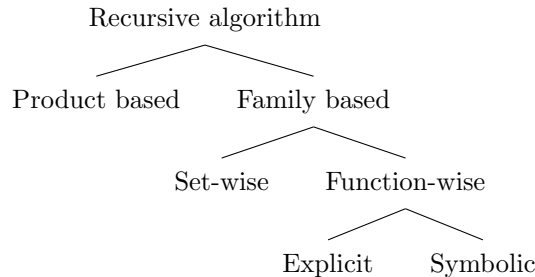 Recursive algorithm
Product based Family based
Set-wise Function-wise
Explicit Symbolic